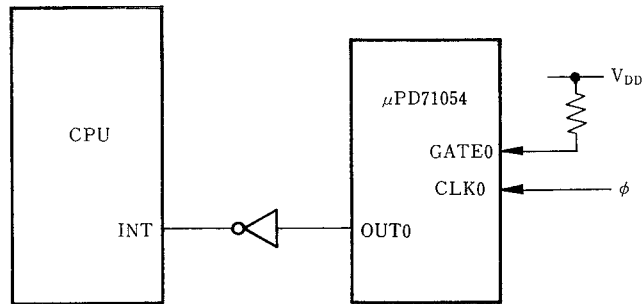 CPU
INT
μPD71054
GATE0
CLK0
OUT0
V_DD
φ